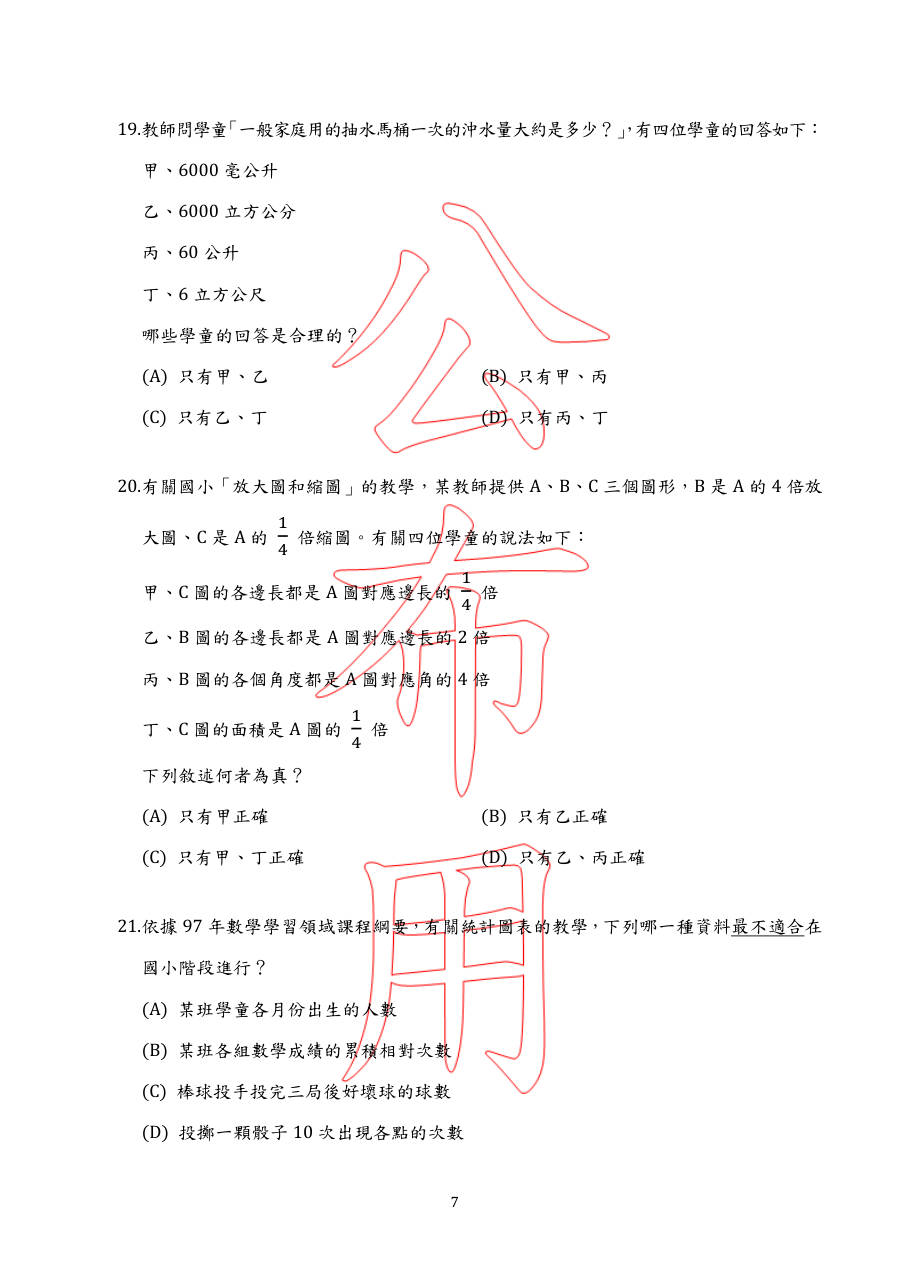 19.教師問學童「一般家庭用的抽水馬桶一次的沖水量大約是多少?」,有四位學童的回答如下:
甲、6000 毫公升
乙、6000 立方公分
丙、60 公升
丁、6 立方公尺
哪些學童的回答是合理的?
(A) 只有甲、乙 (B) 只有甲、丙
(C) 只有乙、丁 (D) 只有丙、丁
20.有關國小「放大圖和縮圖」的教學,某教師提供 A、B、C 三個圖形,B 是 A 的 4 倍放
大圖、C 是 A 的 1/4 倍縮圖。有關四位學童的說法如下:
甲、C 圖的各邊長都是 A 圖對應邊長的 1/4 倍
乙、B 圖的各邊長都是 A 圖對應邊長的 2 倍
丙、B 圖的各個角度都是 A 圖對應角的 4 倍
丁、C 圖的面積是 A 圖的 1/4 倍
下列敘述何者為真?
(A) 只有甲正確 (B) 只有乙正確
(C) 只有甲、丁正確 (D) 只有乙、丙正確
21.依據 97 年數學學習領域課程綱要,有關統計圖表的教學,下列哪一種資料最不適合在
國小階段進行?
(A) 某班學童各月份出生的人數
(B) 某班各組數學成績的累積相對次數
(C) 棒球投手投完三局後好壞球的球數
(D) 投擲一顆骰子 10 次出現各點的次數
7
公布用